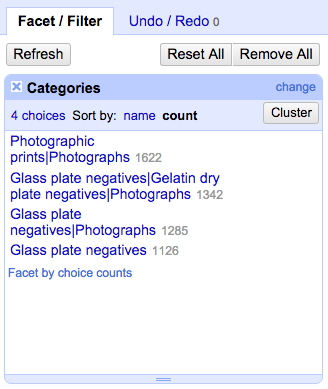 Facet / Filter Undo / Redo 0
Refresh Reset All Remove All
Categories change
4 choices Sort by: name count Cluster
Photographic
prints|Photographs 1622
Glass plate negatives|Gelatin dry
plate negatives|Photographs 1342
Glass plate
negatives|Photographs 1285
Glass plate negatives 1126
Facet by choice counts